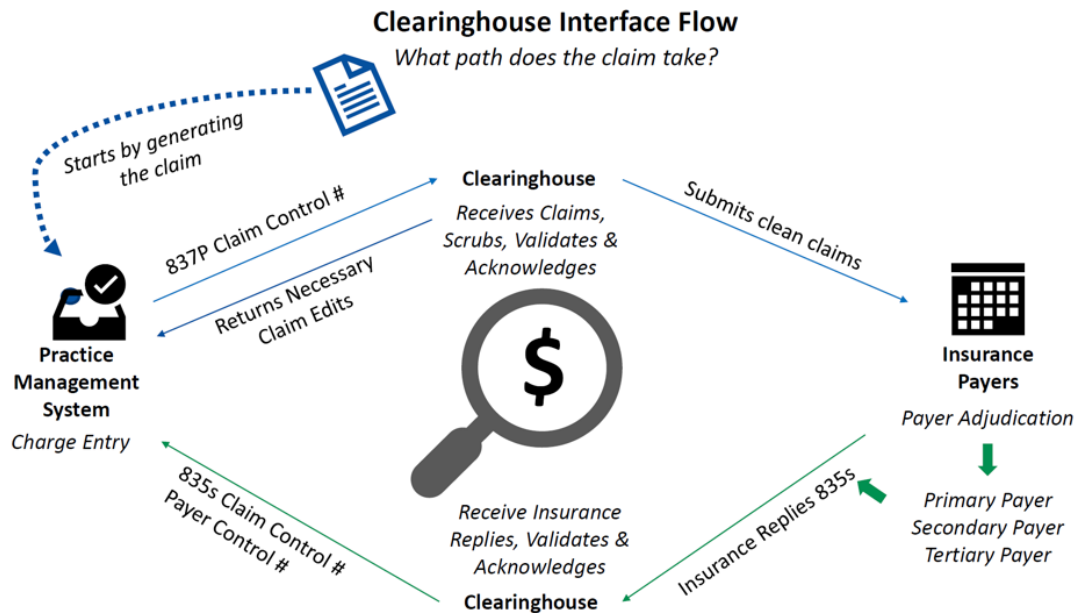 Clearinghouse Interface Flow
What path does the claim take?
Starts by generating
the claim
837P Claim Control #
Returns Necessary
Claim Edits
Clearinghouse
Receives Claims,
Scrubs, Validates &
Acknowledges
Submits clean claims
$
Practice
Management
System
Charge Entry
Insurance
Payers
Payer Adjudication
Primary Payer
Secondary Payer
Tertiary Payer
Insurance Replies 835s
835s Claim Control #
Payer Control #
Receive Insurance
Replies, Validates &
Acknowledges
Clearinghouse